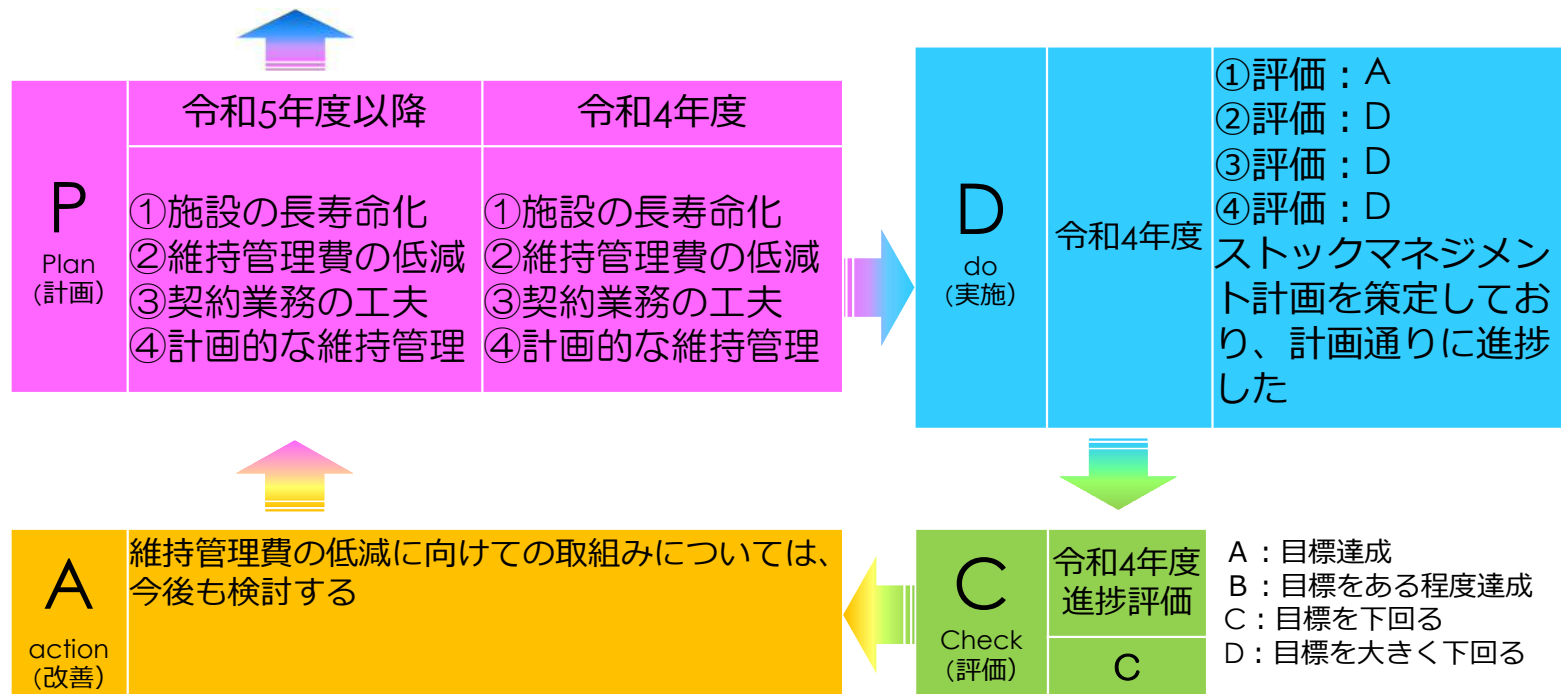 P
Plan
(計画)
令和5年度以降
①施設の長寿命化
②維持管理費の低減
③契約業務の工夫
④計画的な維持管理
令和4年度
①施設の長寿命化
②維持管理費の低減
③契約業務の工夫
④計画的な維持管理
D
do
(実施)
令和4年度
①評価：A
②評価：D
③評価：D
④評価：D
ストックマネジメン
ト計画を策定してお
り、計画通りに進捗
した
C
Check
(評価)
令和4年度
進捗評価
C
A：目標達成
B：目標をある程度達成
C：目標を下回る
D：目標を大きく下回る
A
action
(改善)
維持管理費の低減に向けての取組みについては、
今後も検討する